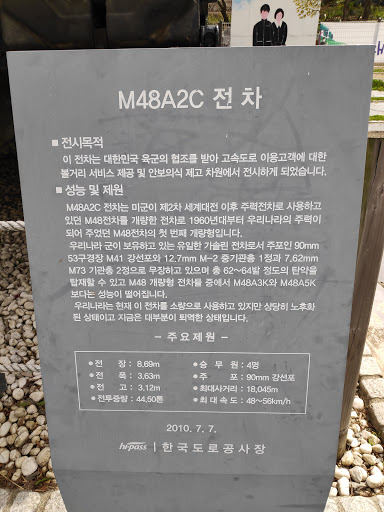 M48A2C 전차
■ 전시목적
이 전차는 대한민국 육군의 협조를 받아 고속도로 이용고객에 대한
볼거리 서비스 제공 및 안보의식 제고 차원에서 전시하게 되었습니다.
■ 성능 및 제원
M48A2C 전차는 미군이 제2차 세계대전 이후 주력전차로 사용하고
있던 M48전차를 개량한 전차로 1960년대부터 우리나라의 주력이
되어 주었던 M48전차의 첫 번째 개량형입니다.
우리나라 군이 보유하고 있는 유일한 가솔린 전차로서 주포인 90mm
53구경장 M41 강선포와 12.7mm M-2 중기관총 1정과 7.62mm
M73 기관총 2정으로 무장하고 있으며 총 62~64발 정도의 탄약을
탑재할 수 있고 M48 개량형 전차들 중에서 M48A3K와 M48A5K
보다는 성능이 떨어집니다.
우리나라는 현재 이 전차를 소량으로 사용하고 있지만 상당히 노후화
된 상태이고 지금은 대부분이 퇴역한 상태입니다.
- 주요제원 -
● 전 장 : 8.69m ● 승 무 원 : 4명
● 전 폭 : 3.63m ● 주 포 : 90mm 강선포
● 전 고 : 3.12m ● 최대사거리 : 18,045m
● 전투중량 : 44.50톤 ● 최 대 속 도 : 48~56km/h
2010. 7. 7.
hi-pass | 한국도로공사장